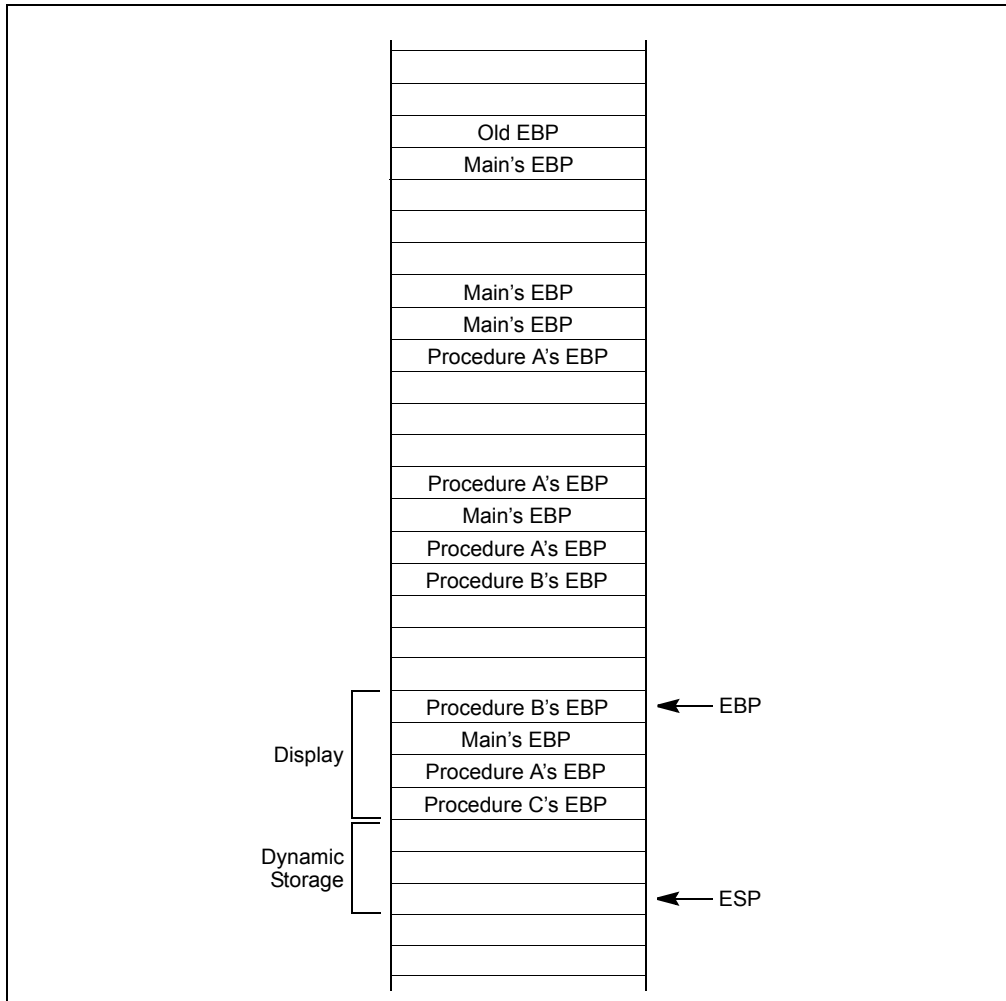 Old EBP
Main’s EBP
Main’s EBP
Main’s EBP
Procedure A’s EBP
Procedure A’s EBP
Main’s EBP
Procedure A’s EBP
Procedure B’s EBP
Procedure B’s EBP
EBP
Display
Main’s EBP
Procedure A’s EBP
Procedure C’s EBP
Dynamic
Storage
ESP